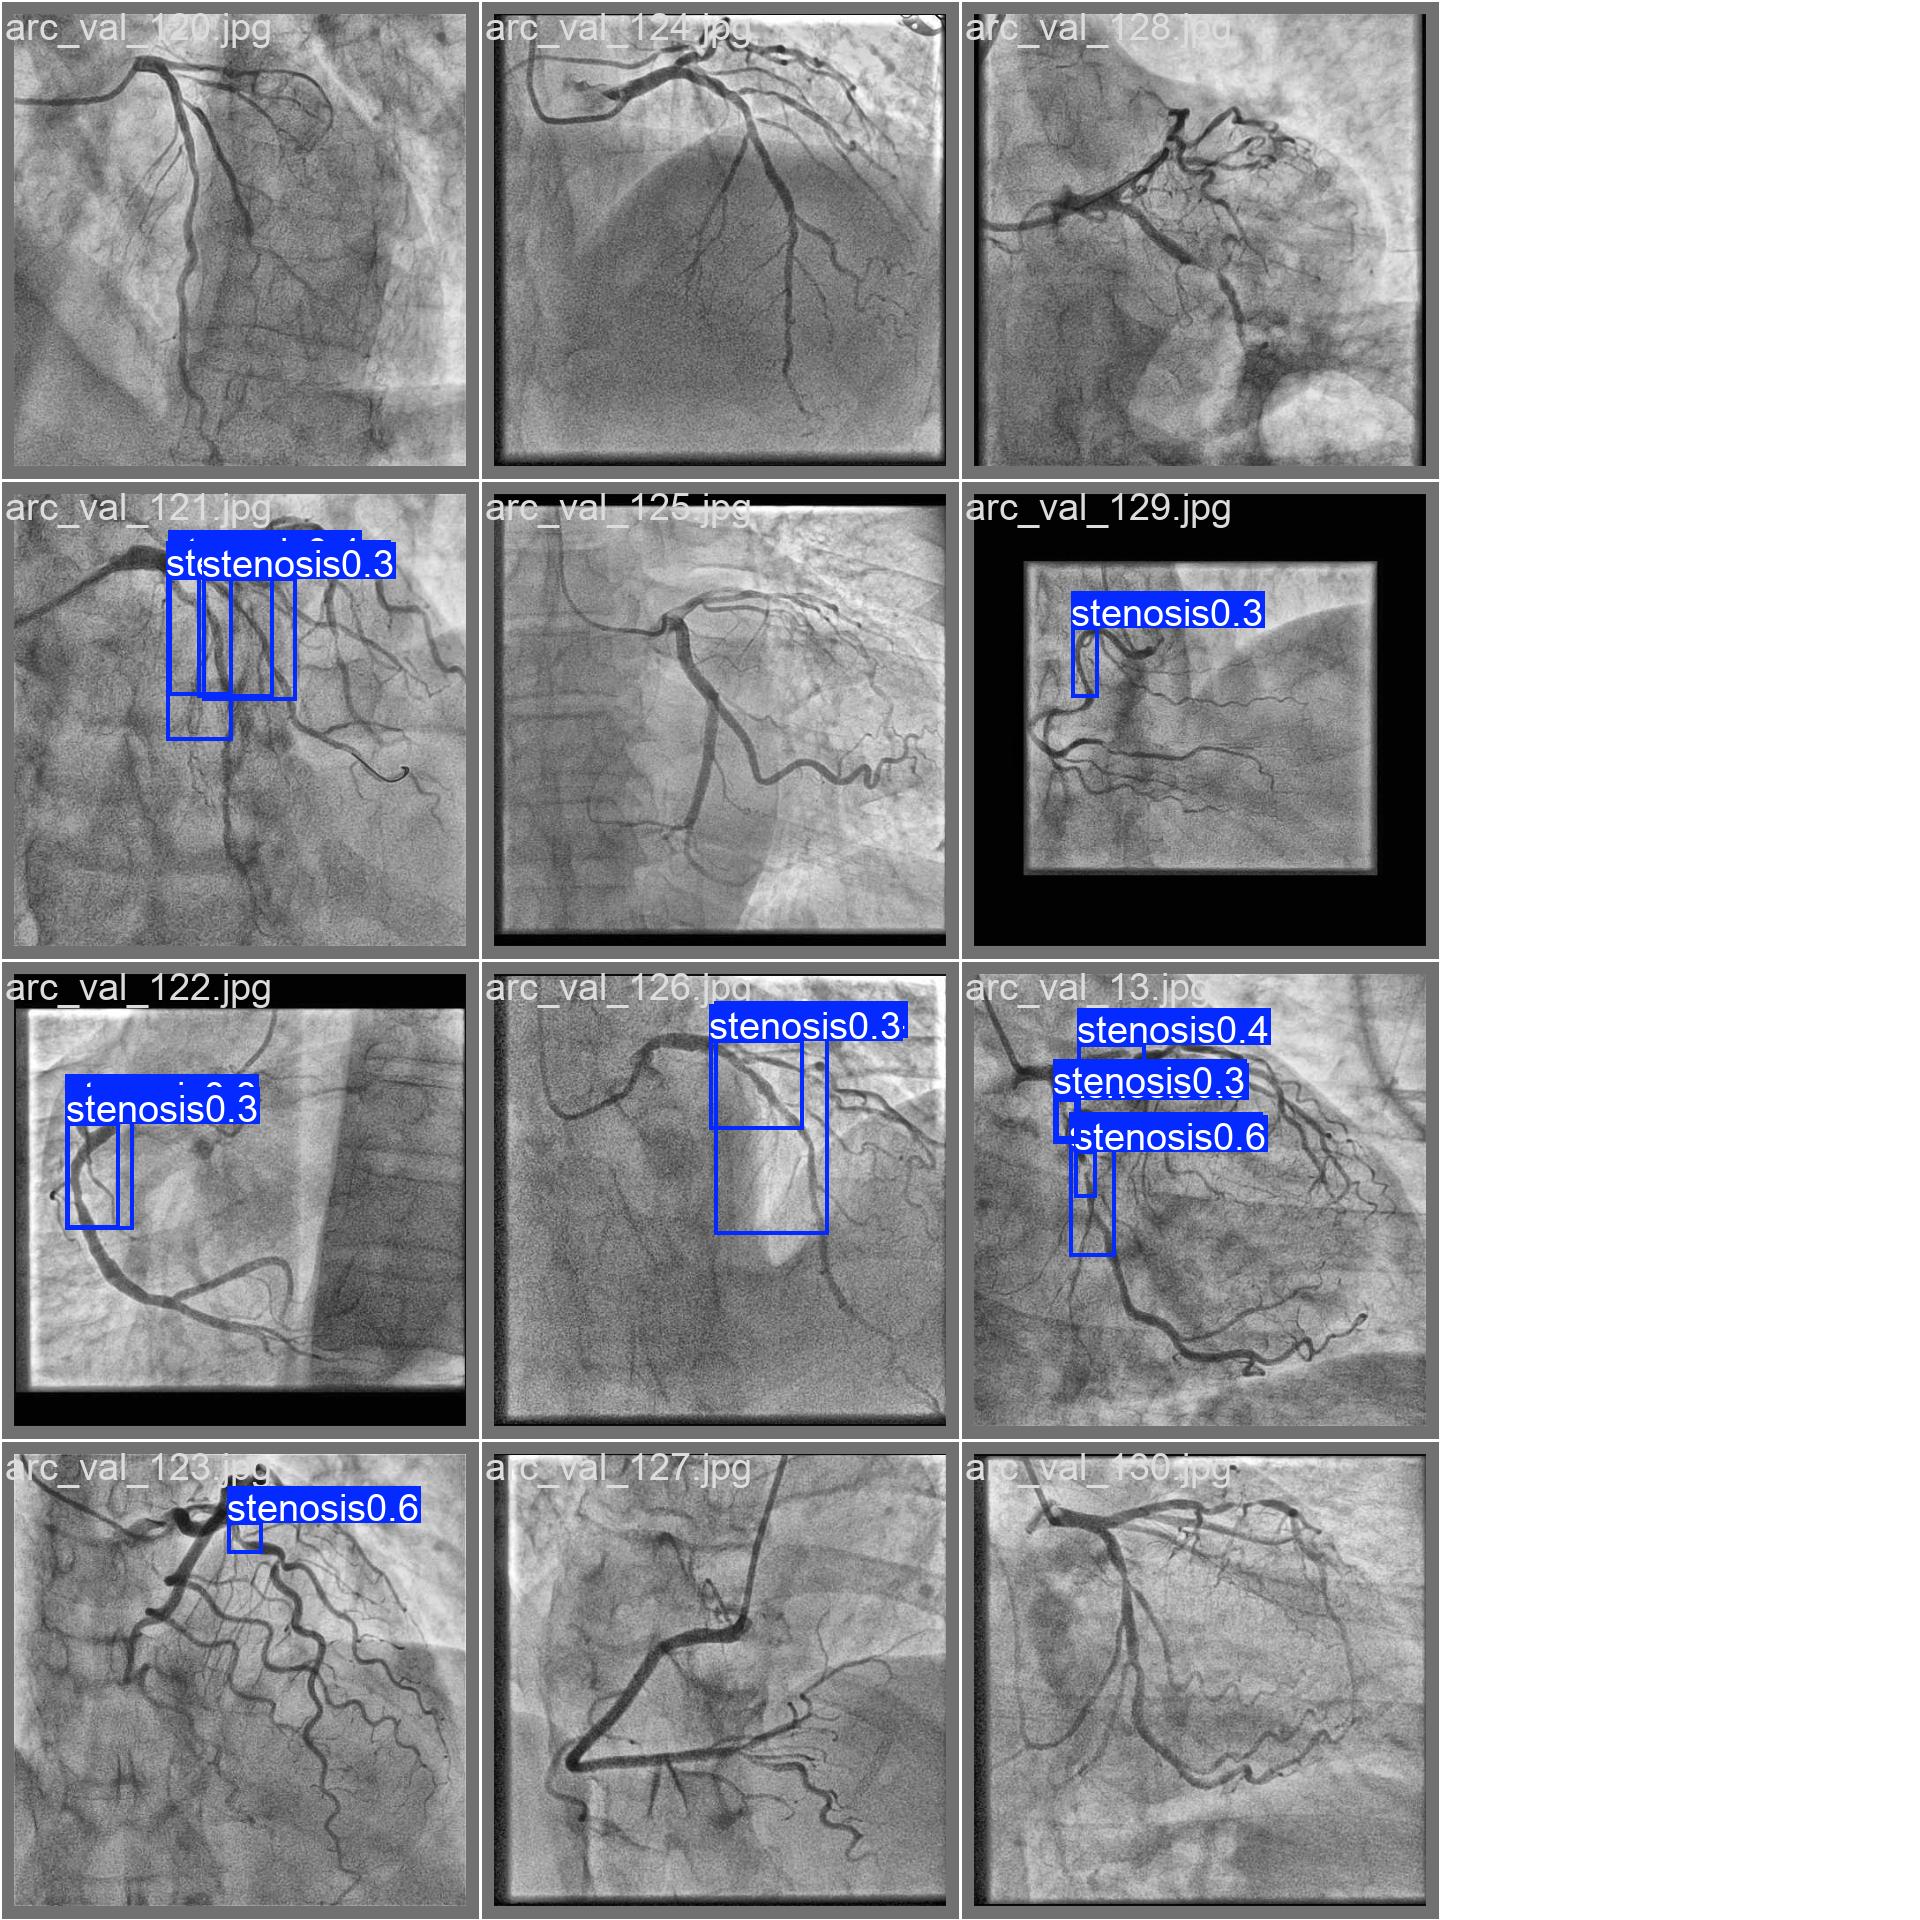 arc_val_120.jpg
arc_val_124.jpg
arc_val_128.jpg
arc_val_121.jpg
stenosis0.3
arc_val_125.jpg
arc_val_129.jpg
stenosis0.3
arc_val_122.jpg
stenosis0.3
arc_val_126.jpg
stenosis0.3
arc_val_13.jpg
stenosis0.4
stenosis0.3
stenosis0.6
arc_val_123.jpg
stenosis0.6
arc_val_127.jpg
arc_val_130.jpg